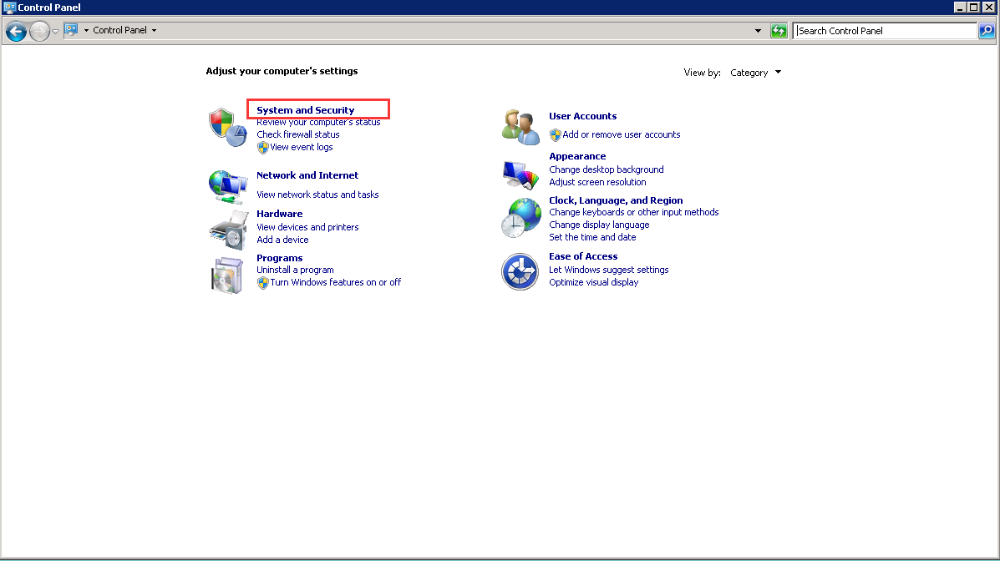 Control Panel
Control Panel
Search Control Panel
Adjust your computer's settings
View by: Category
System and Security
Review your computer's status
Check firewall status
View event logs
Network and Internet
View network status and tasks
Hardware
View devices and printers
Add a device
Programs
Uninstall a program
Turn Windows features on or off
User Accounts
Add or remove user accounts
Appearance
Change desktop background
Adjust screen resolution
Clock, Language, and Region
Change keyboards or other input methods
Change display language
Set the time and date
Ease of Access
Let Windows suggest settings
Optimize visual display